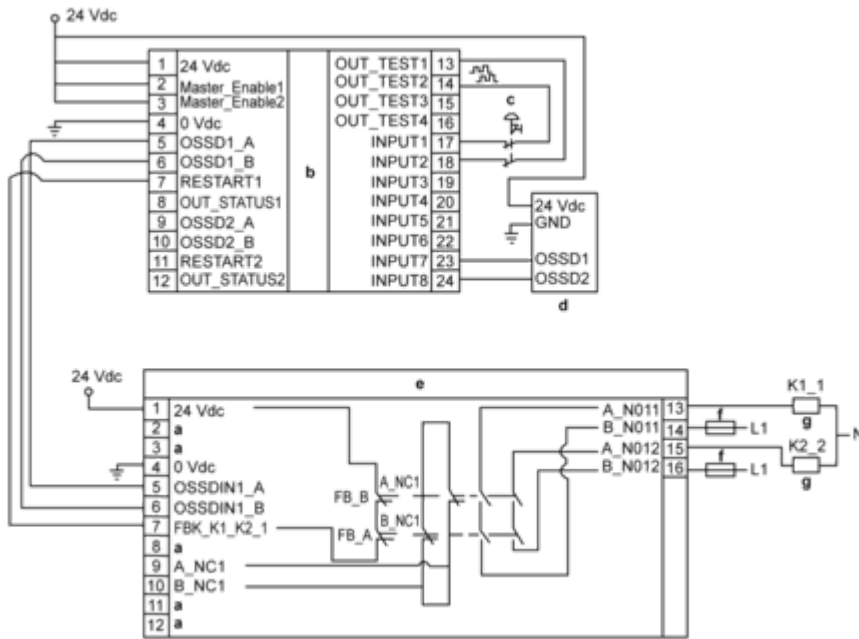 24 Vdc
1 24 Vdc
2 Master_Enable1
3 Master_Enable2
4 0 Vdc
5 OSSD1_A
6 OSSD1_B
7 RESTART1
8 OUT_STATUS1
9 OSSD2_A
10 OSSD2_B
11 RESTART2
12 OUT_STATUS2
b
OUT_TEST1 13
OUT_TEST2 14
OUT_TEST3 15
OUT_TEST4 16
INPUT1 17
INPUT2 18
INPUT3 19
INPUT4 20
INPUT5 21
INPUT6 22
INPUT7 23
INPUT8 24
c
24 Vdc
GND
OSSD1
OSSD2
d
24 Vdc
e
1 24 Vdc
2 a
3 a
4 0 Vdc
5 OSSDIN1_A
6 OSSDIN1_B
7 FBK_K1_K2_1
8 a
9 A_NC1
10 B_NC1
11 a
12 a
FB_B
A_NC1
FB_A
B_NC1
A_N011 13
B_N011 14
A_N012 15
B_N012 16
K1_1
g
f
L1
K2_2
g
f
L1
N